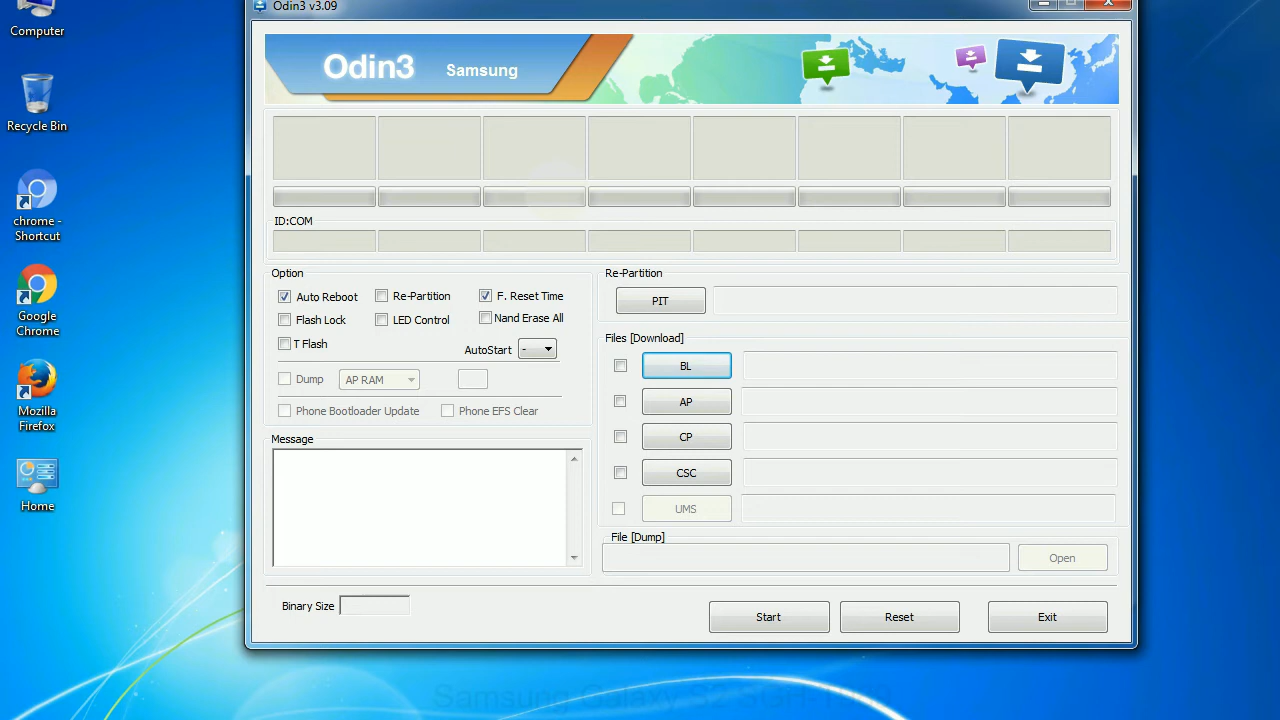 Computer
Recycle Bin
chrome -
Shortcut
Google
Chrome
Mozilla
Firefox
Home
Odin3 v3.09
Odin3 Samsung
ID:COM
Option
Auto Reboot
Re-Partition
F. Reset Time
Flash Lock
LED Control
Nand Erase All
T Flash
AutoStart -
Dump AP RAM
Phone Bootloader Update
Phone EFS Clear
Message
Re-Partition
PIT
Files [Download]
BL
AP
CP
CSC
UMS
File [Dump]
Open
Binary Size
Start
Reset
Exit
Samsung Galaxy S2